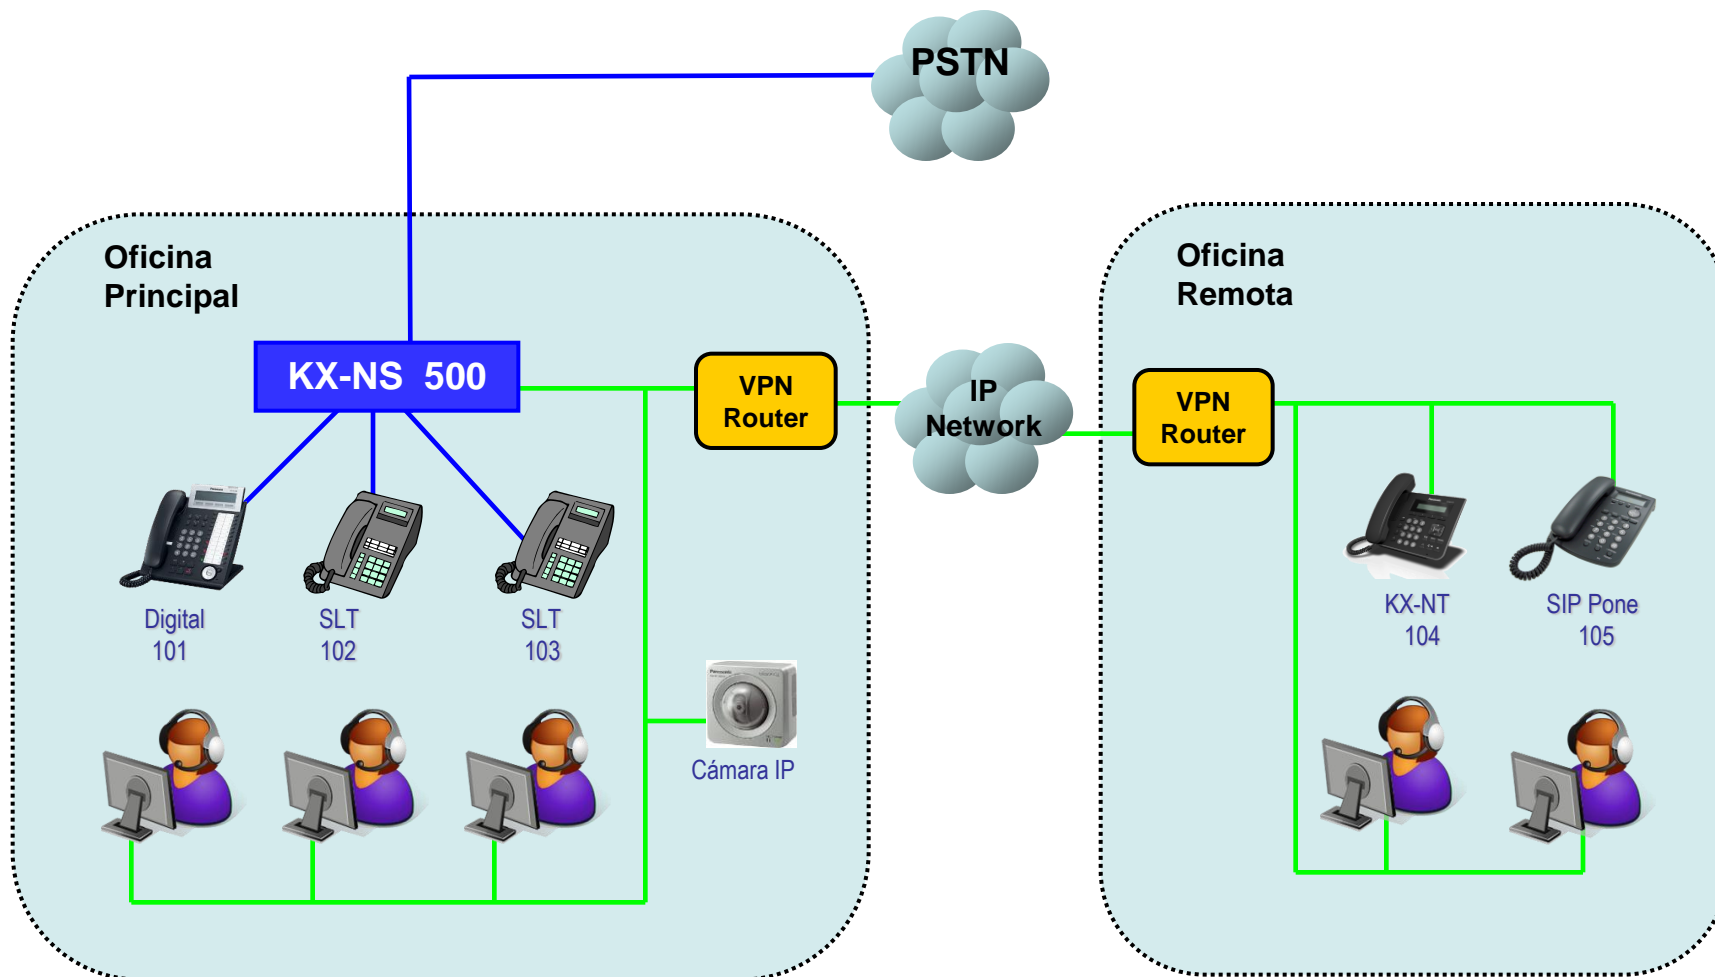 PSTN
Oficina
Principal
Oficina
Remota
KX-NS 500
VPN
Router
IP
Network
VPN
Router
Digital
101
SLT
102
SLT
103
KX-NT
104
SIP Pone
105
Cámara IP